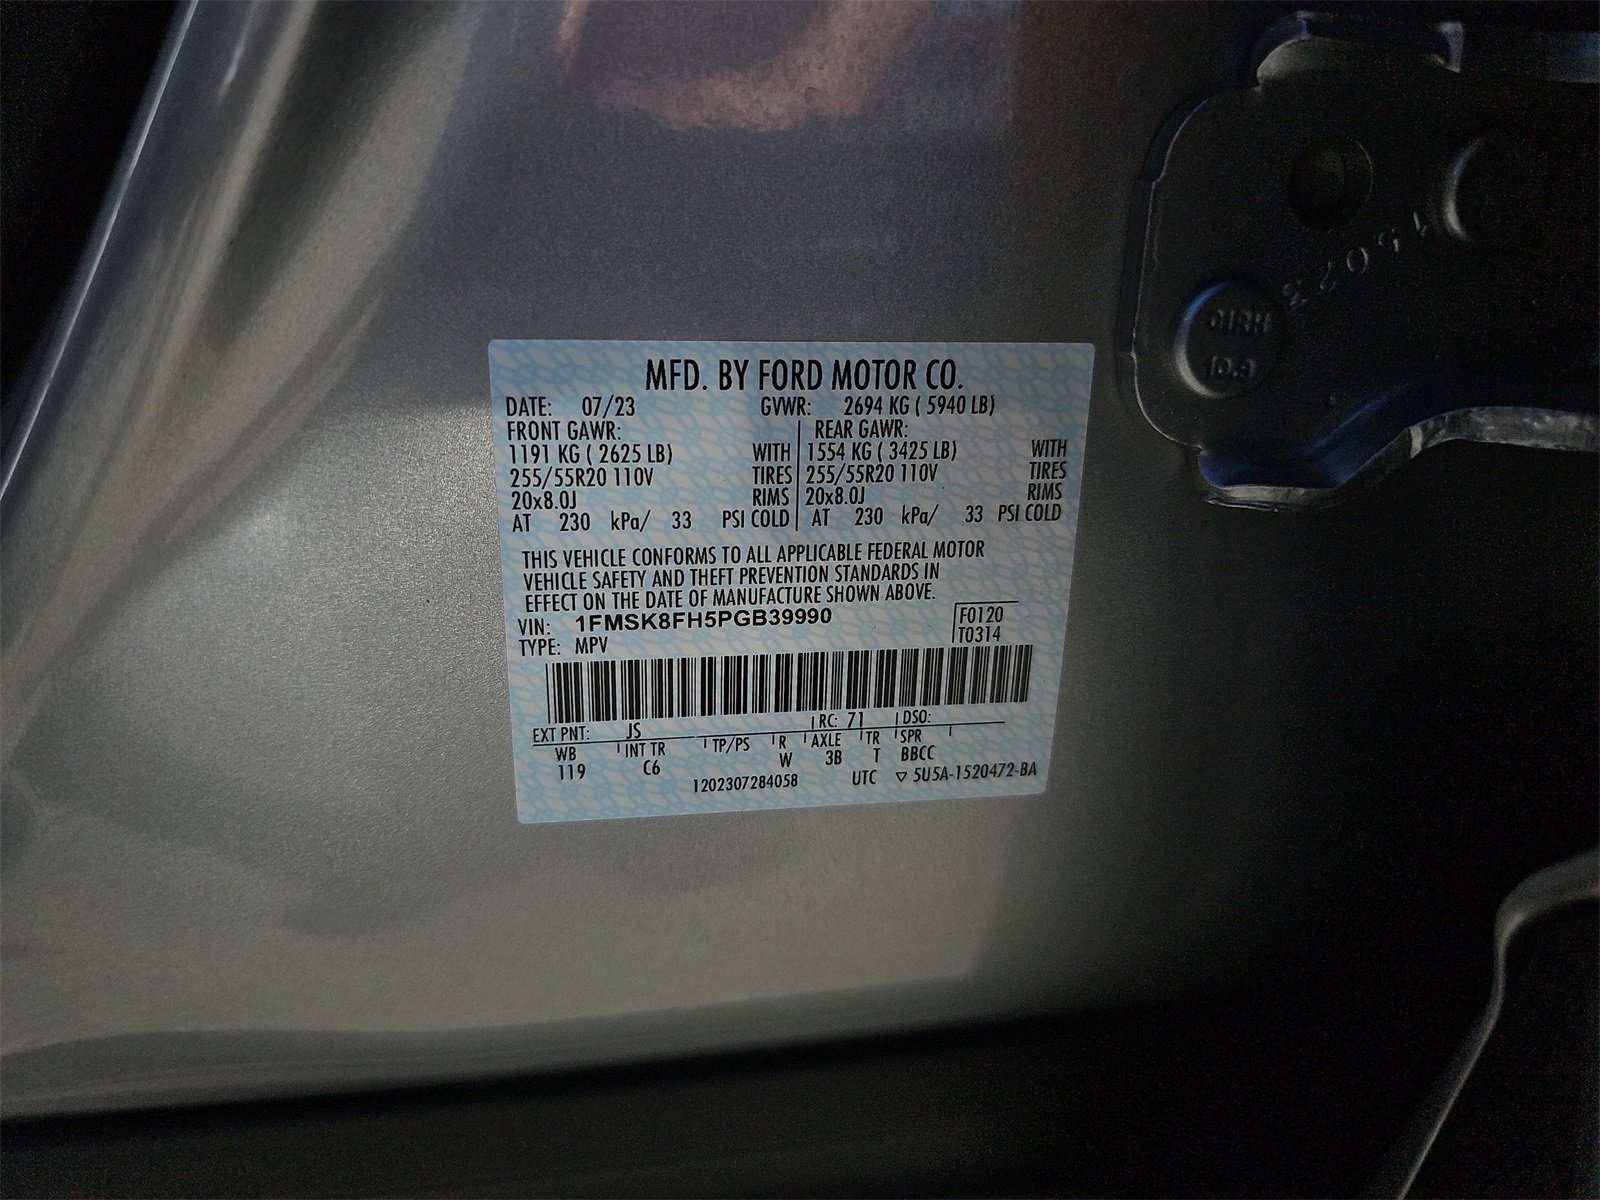 MFD. BY FORD MOTOR CO.
DATE: 07/23 GVWR: 2694 KG ( 5940 LB)
FRONT GAWR: REAR GAWR:
1191 KG ( 2625 LB) WITH 1554 KG ( 3425 LB) WITH
255/55R20 110V TIRES 255/55R20 110V TIRES
20x8.0J RIMS 20x8.0J RIMS
AT 230 kPa/ 33 PSI COLD AT 230 kPa/ 33 PSI COLD
THIS VEHICLE CONFORMS TO ALL APPLICABLE FEDERAL MOTOR
VEHICLE SAFETY AND THEFT PREVENTION STANDARDS IN
EFFECT ON THE DATE OF MANUFACTURE SHOWN ABOVE.
VIN: 1FMSK8FH5PGB39990 F0120
TYPE: MPV T0314
EXT PNT: JS RC: 71 DSO:
WB INT TR TP/PS R AXLE TR SPR
119 C6 W 3B T BBCC
1202307284058 UTC ▽ 5U5A-1520472-BA
10.9